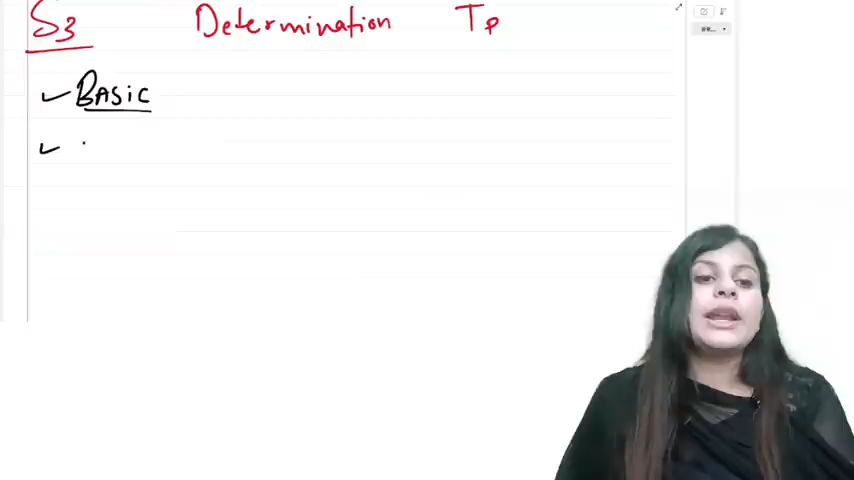 S3 Determination Tp
✓ BASIC
✓